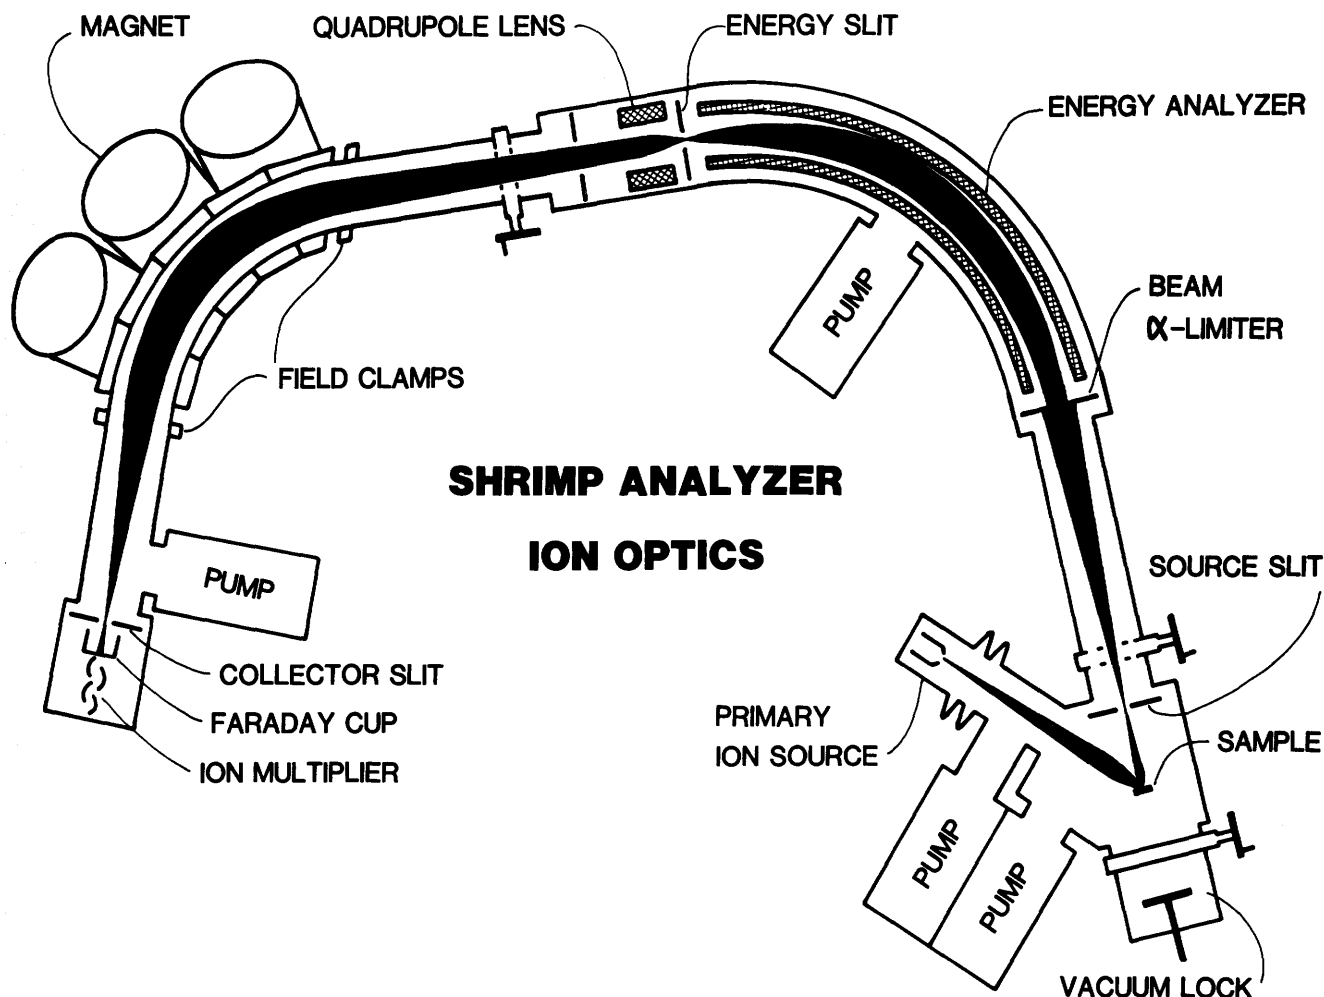 MAGNET
QUADRUPOLE LENS
ENERGY SLIT
ENERGY ANALYZER
BEAM
α-LIMITER
PUMP
FIELD CLAMPS
SHRIMP ANALYZER
ION OPTICS
SOURCE SLIT
PUMP
COLLECTOR SLIT
FARADAY CUP
ION MULTIPLIER
PRIMARY
ION SOURCE
SAMPLE
PUMP
PUMP
VACUUM LOCK